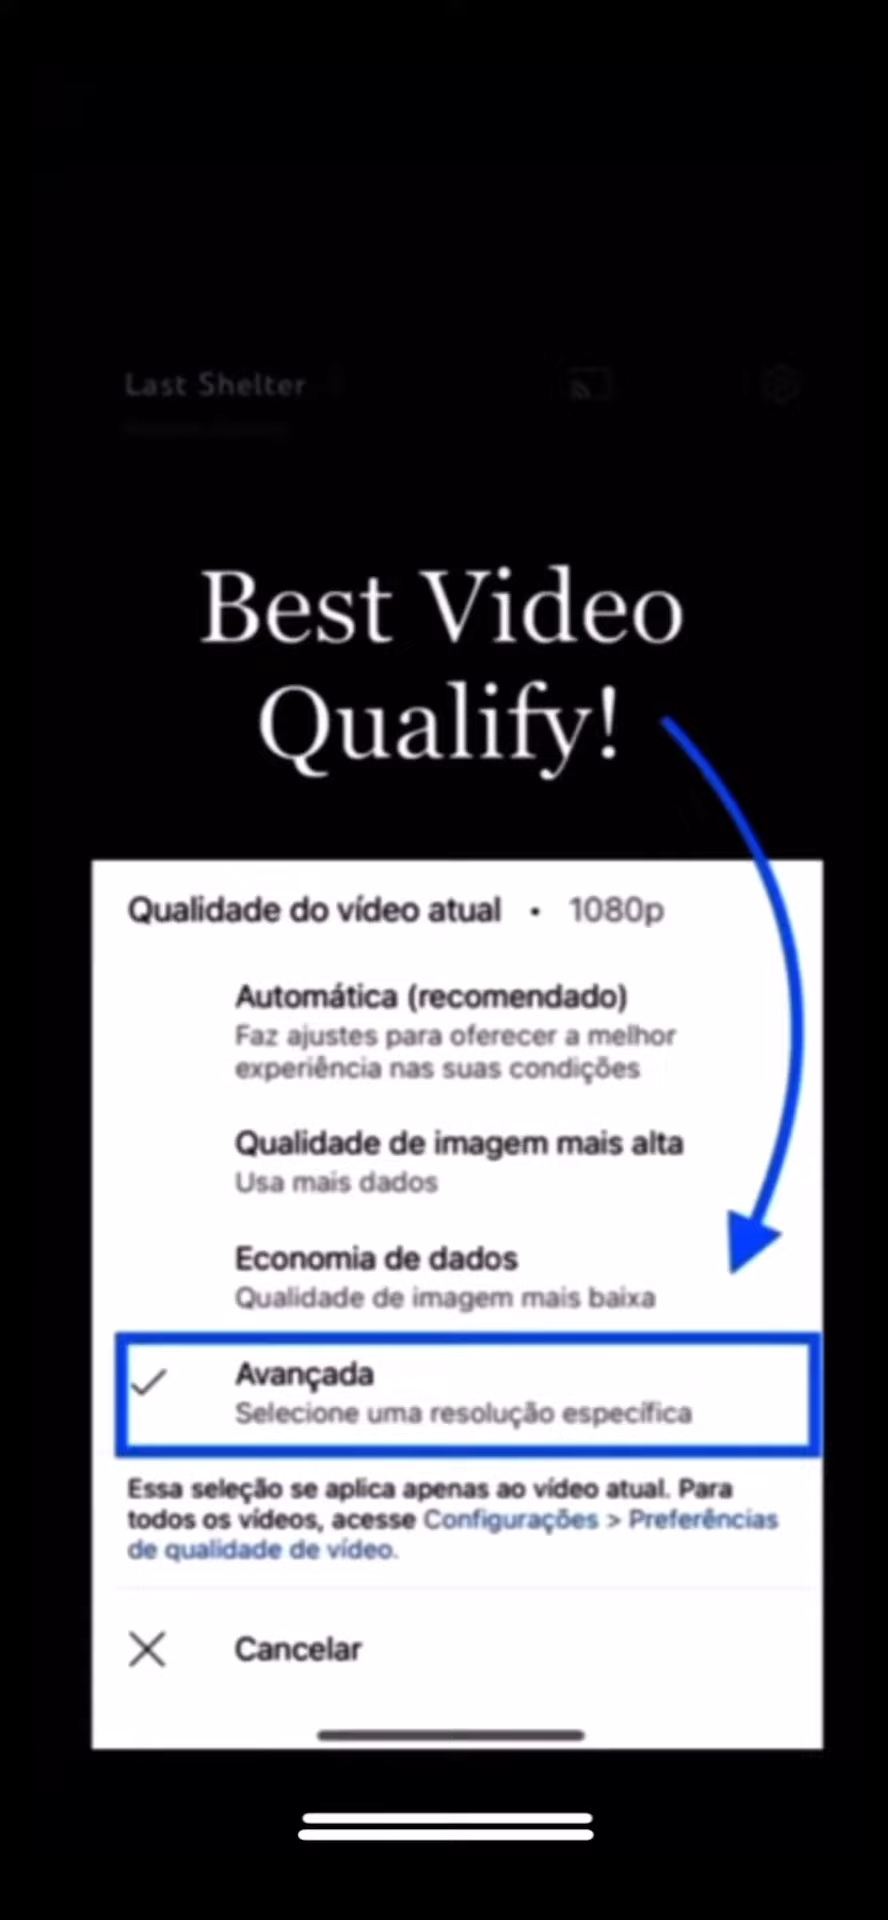 Last Shelter
Best Video
Qualify!
Qualidade do vídeo atual • 1080p
Automática (recomendado)
Faz ajustes para oferecer a melhor
experiência nas suas condições
Qualidade de imagem mais alta
Usa mais dados
Economia de dados
Qualidade de imagem mais baixa
Avançada
Selecione uma resolução específica
Essa seleção se aplica apenas ao vídeo atual. Para
todos os vídeos, acesse Configurações > Preferências
de qualidade de vídeo.
Cancelar